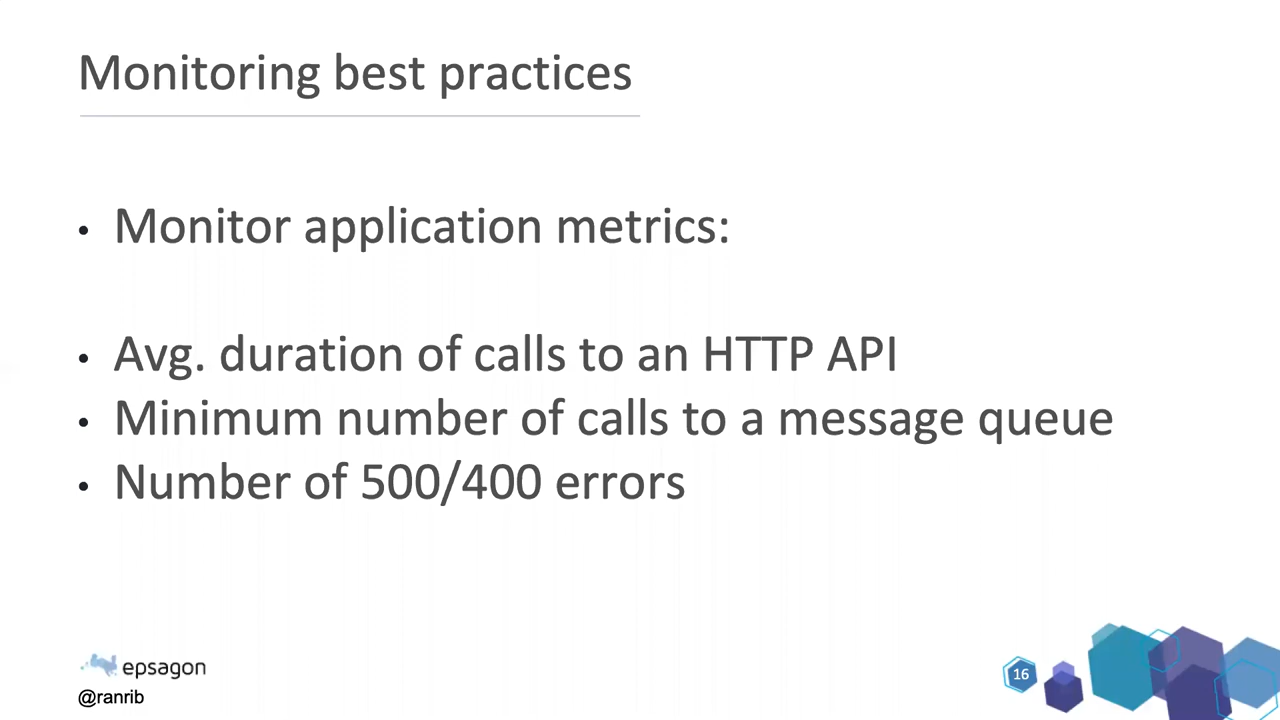 Monitoring best practices
• Monitor application metrics:
• Avg. duration of calls to an HTTP API
• Minimum number of calls to a message queue
• Number of 500/400 errors
epsagon
@ranrib
16